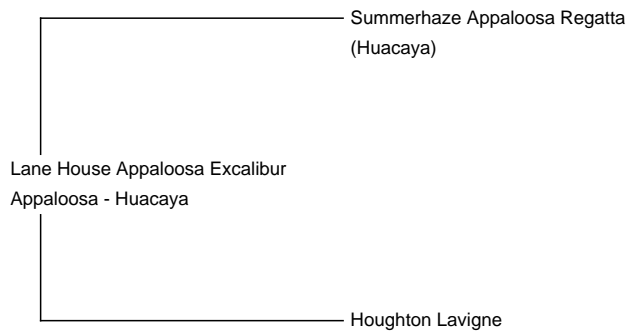 Summerhaze Appaloosa Regatta
(Huacaya)
Lane House Appaloosa Excalibur
Appaloosa - Huacaya
Houghton Lavigne